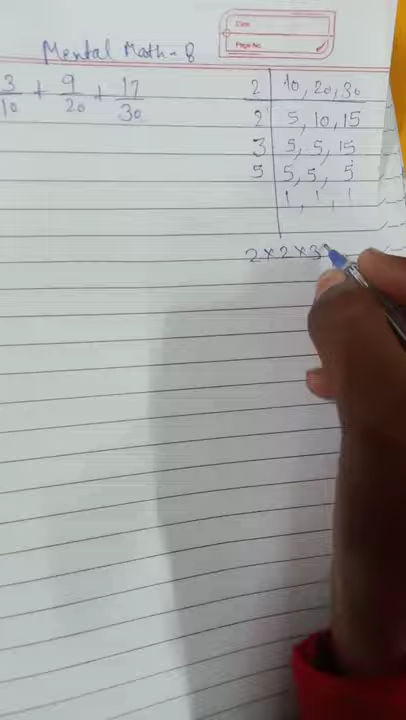 Date
Page No.
Mental Math - 8
3/10 + 9/20 + 17/30
2 | 10, 20, 30
2 | 5, 10, 15
3 | 5, 5, 15
5 | 5, 5, 5
1, 1, 1
2 × 2 × 3